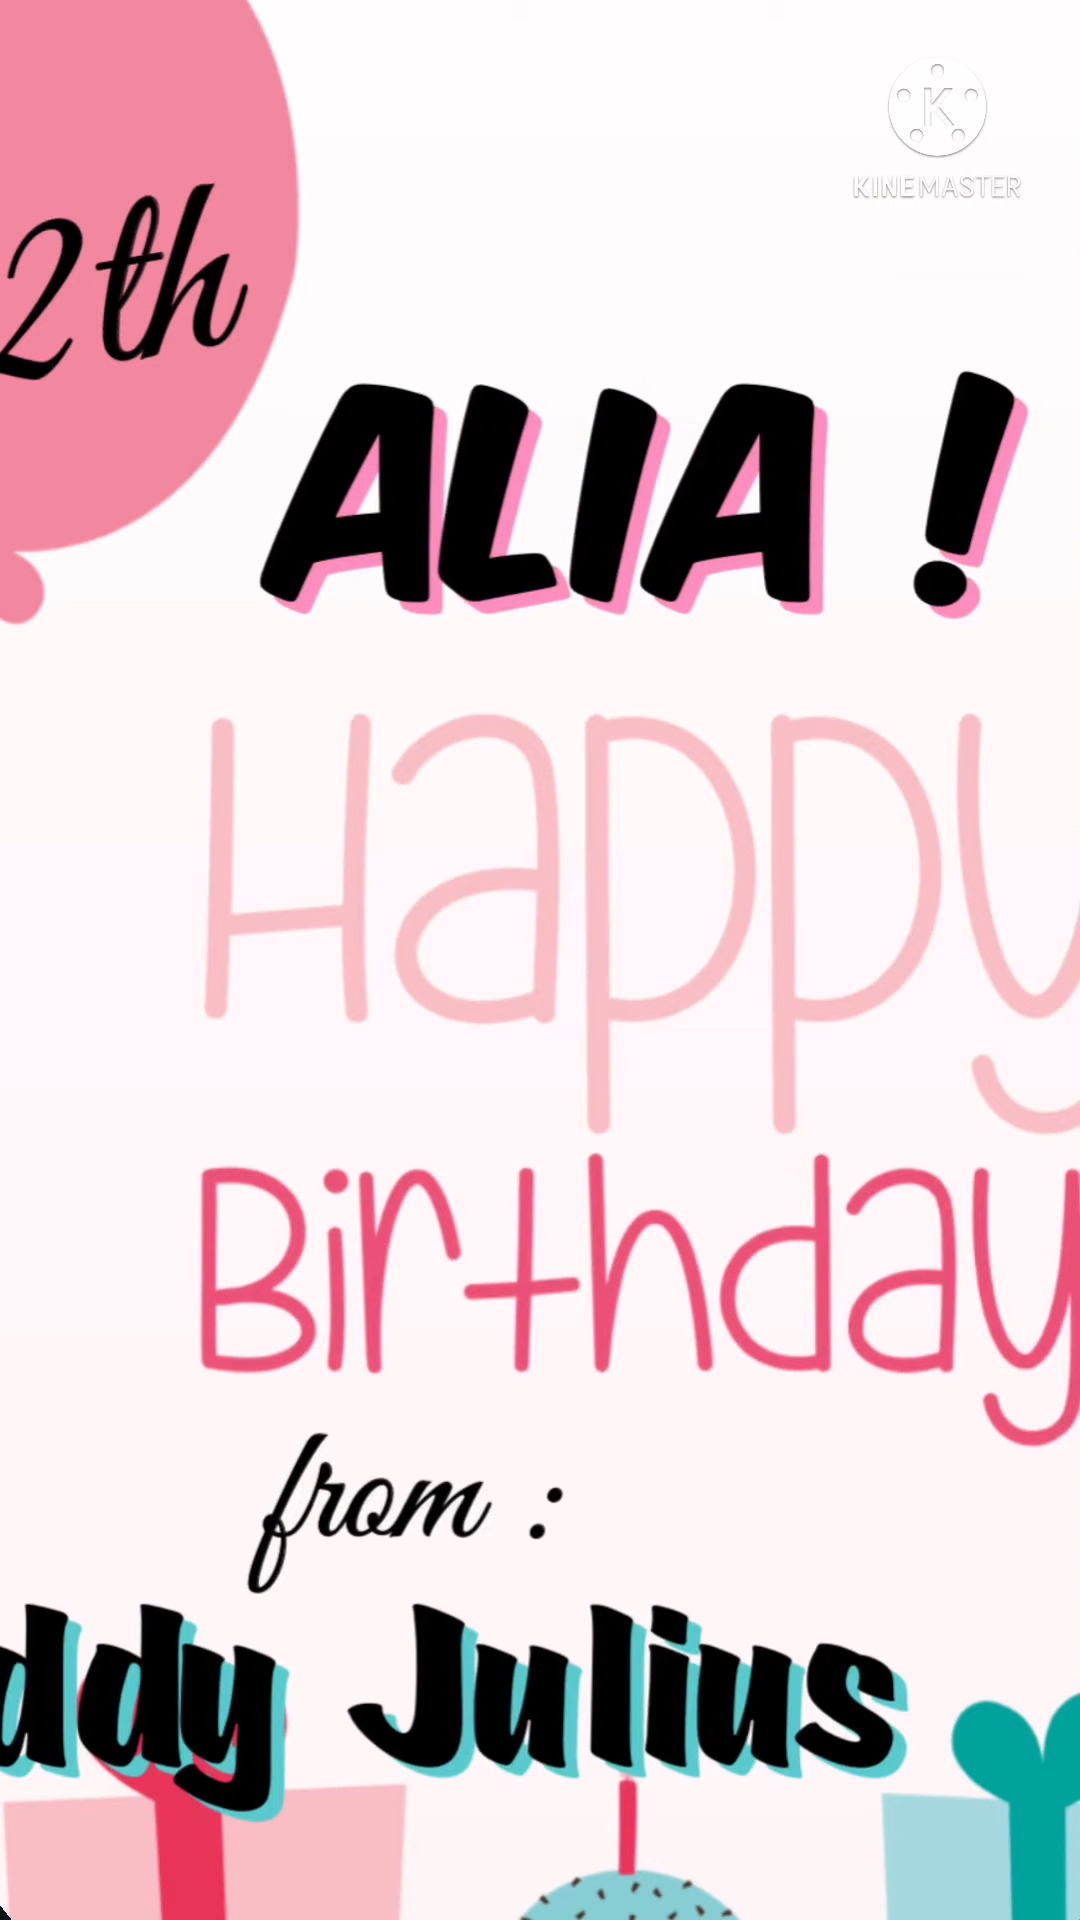 KINEMASTER
2th
ALIA !
Happy
Birthday
from :
ddy Julius